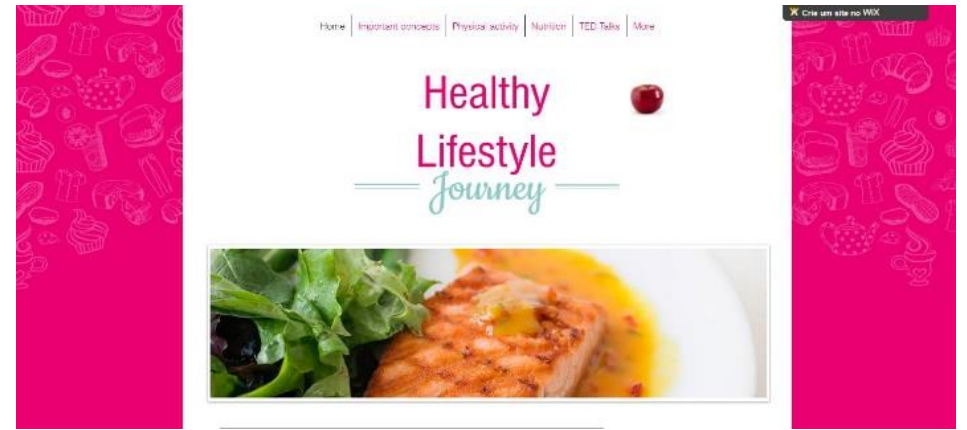 Home Important concepts Physical activity Nutrition TED Talks More
Crie um site no WiX
Healthy
Lifestyle
Journey